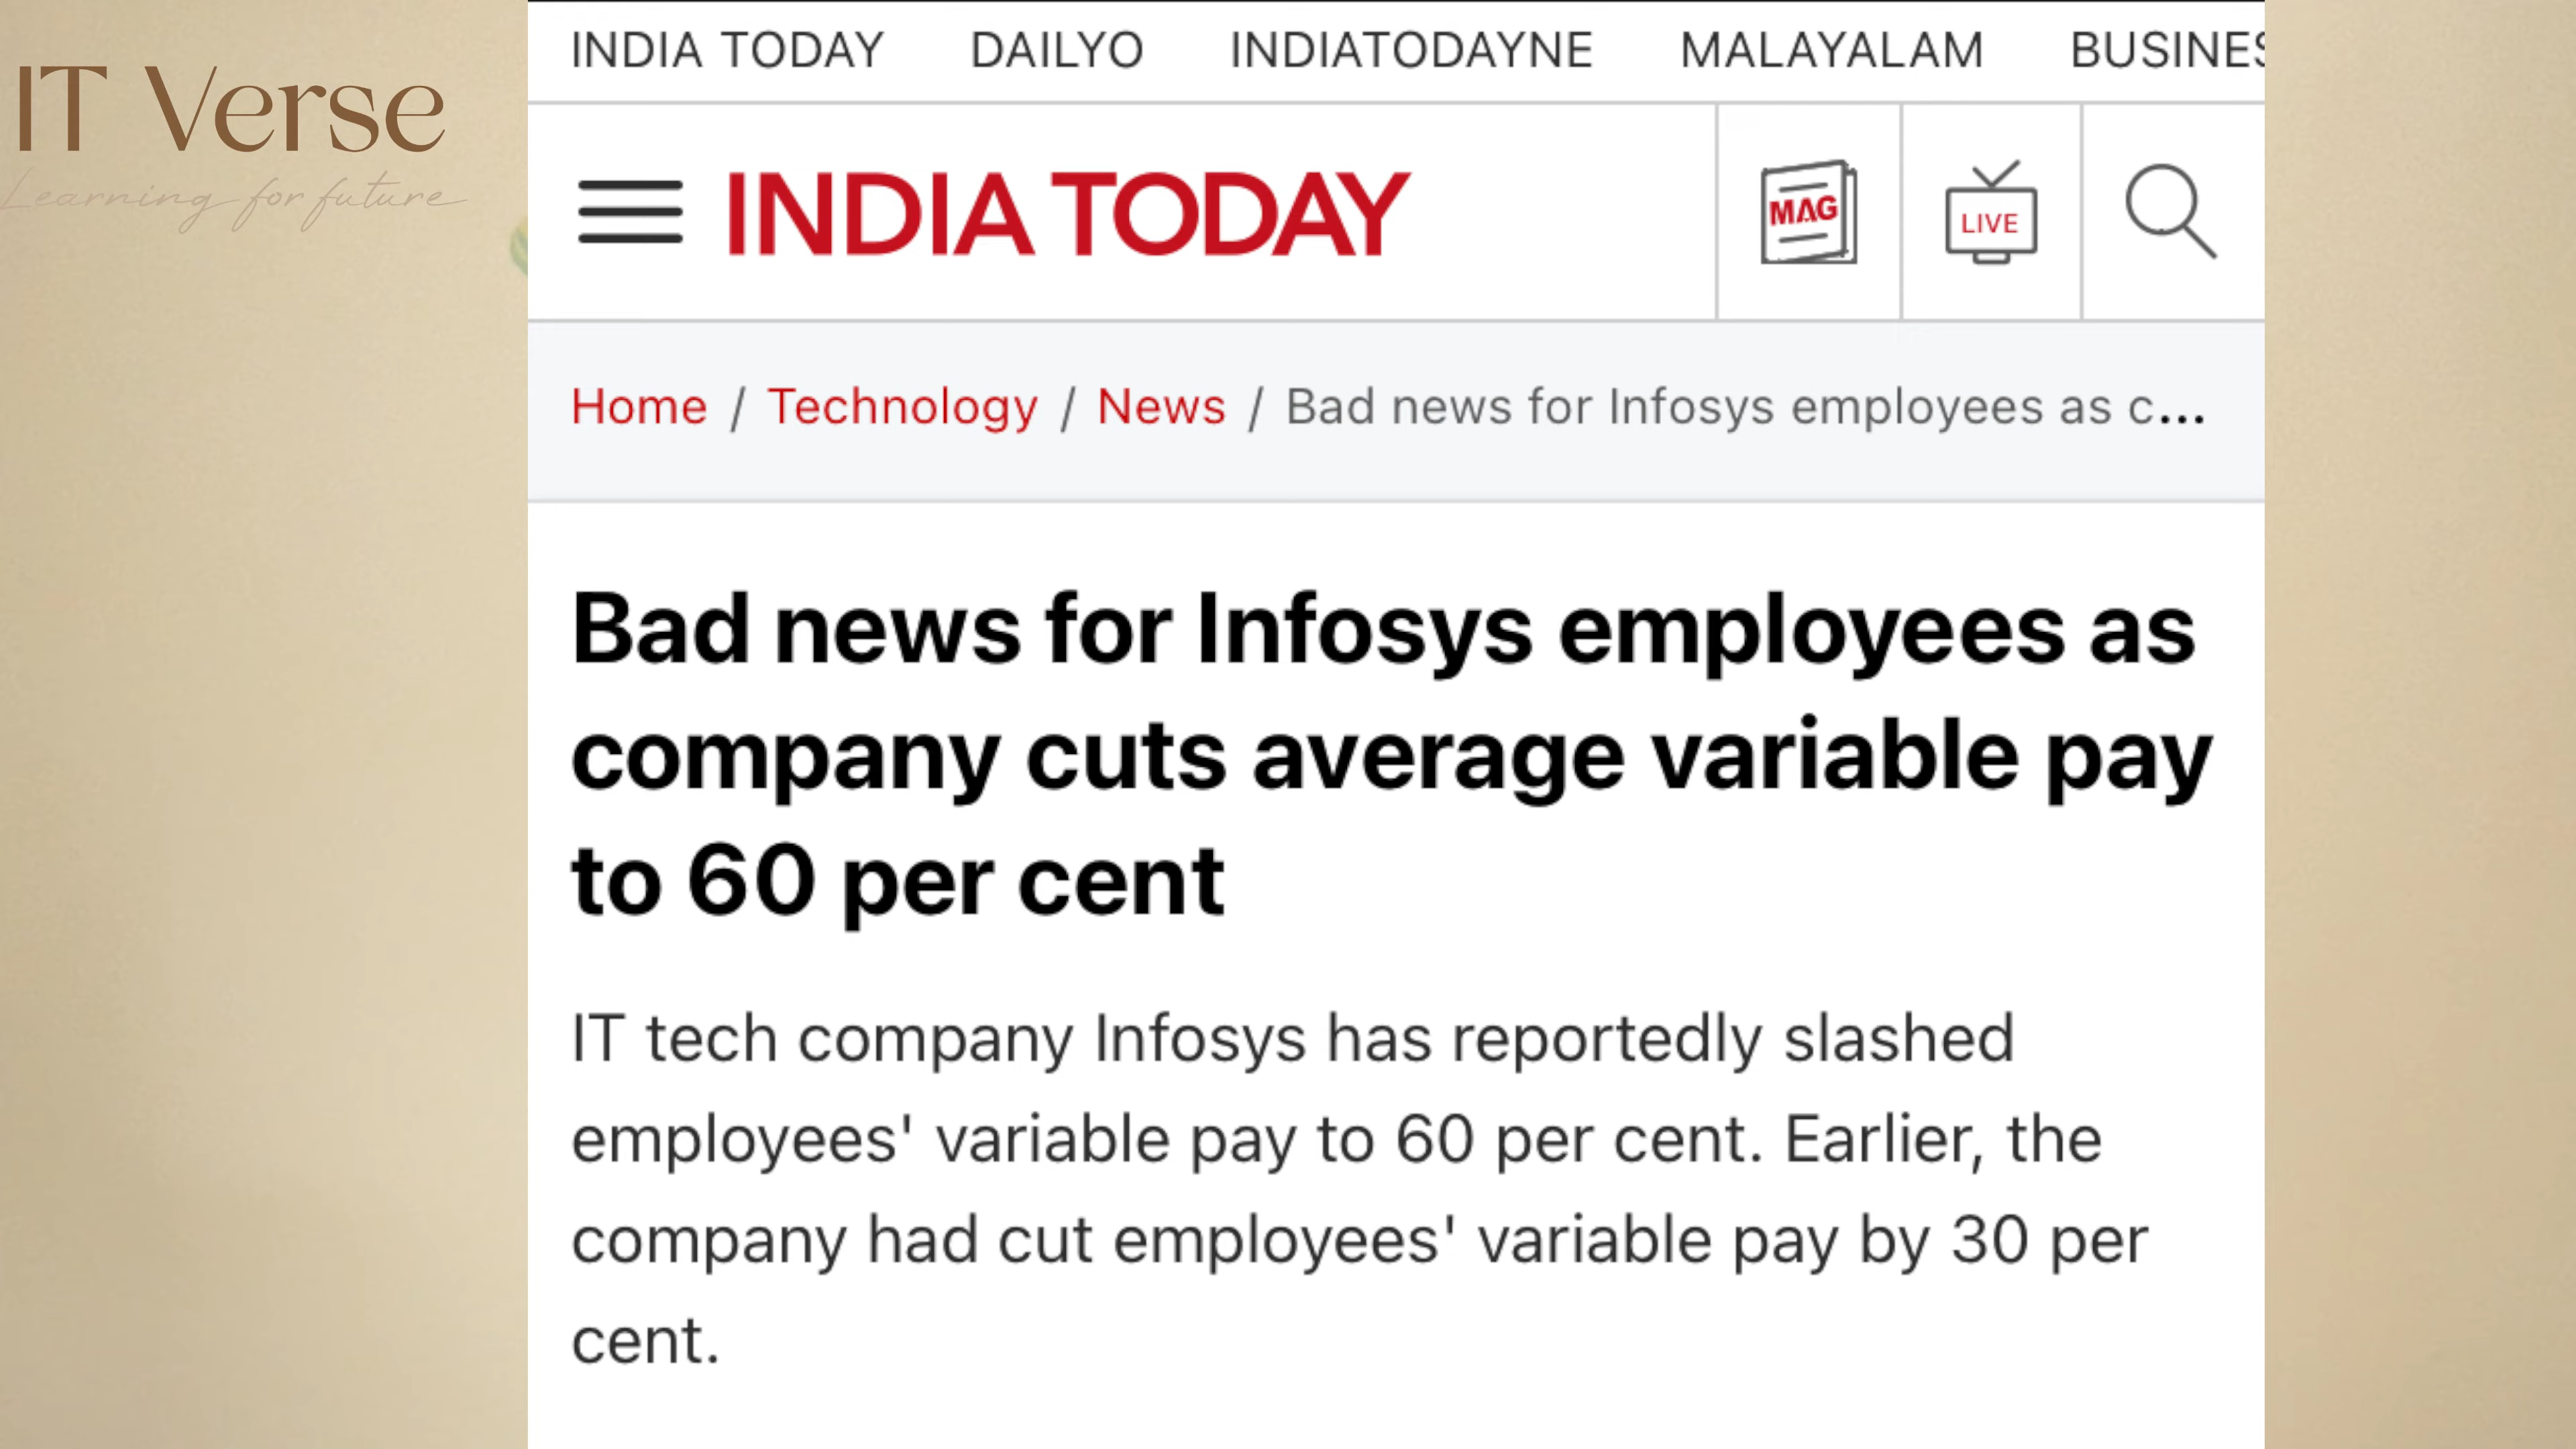 IT Verse
Learning for future
INDIA TODAY DAILYO INDIATODAYNE MALAYALAM BUSINES
INDIA TODAY
MAG
LIVE
Home / Technology / News / Bad news for Infosys employees as c...
Bad news for Infosys employees as
company cuts average variable pay
to 60 per cent
IT tech company Infosys has reportedly slashed
employees' variable pay to 60 per cent. Earlier, the
company had cut employees' variable pay by 30 per
cent.